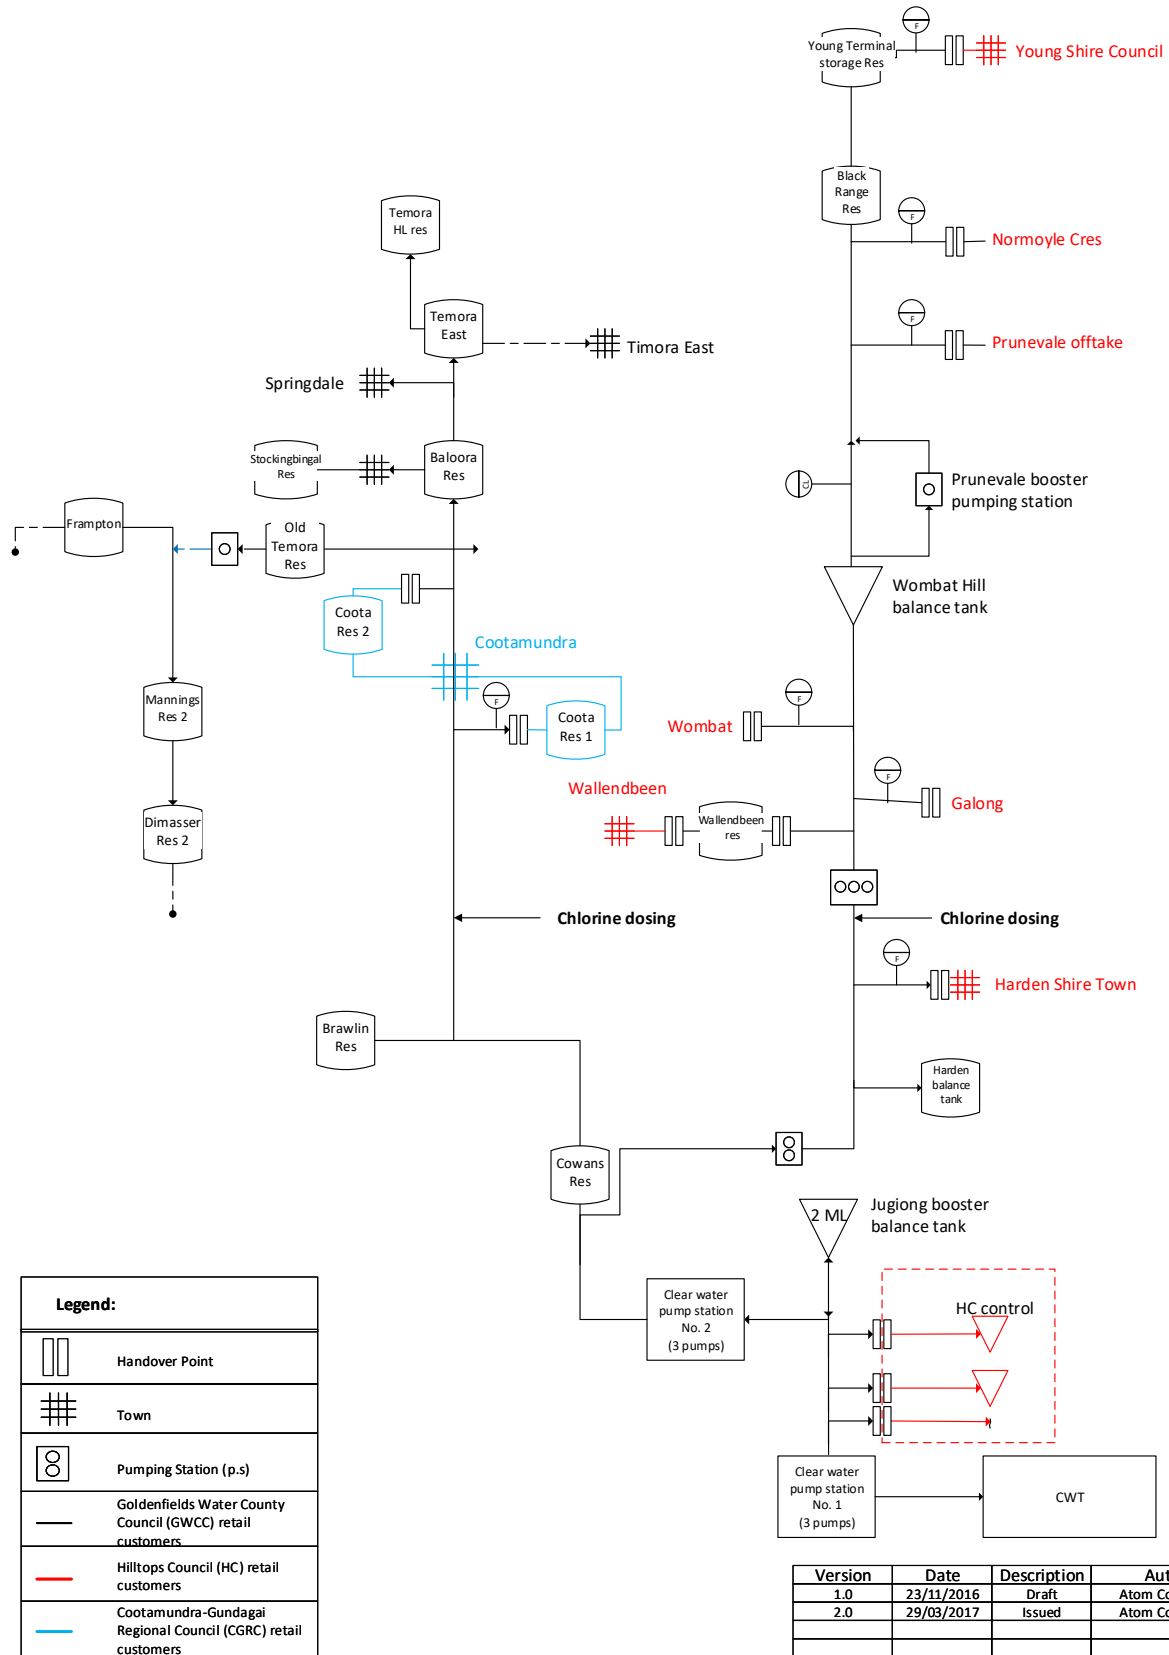 Young Terminal
storage Res
F
Young Shire Council
Black
Range
Res
F
Normoyle Cres
Temora
HL res
F
Prunevale offtake
Temora
East
Timora East
Springdale
Stockingbingal
Res
Baloora
Res
CL
Prunevale booster
pumping station
Frampton
Old
Temora
Res
Wombat Hill
balance tank
Coota
Res 2
Cootamundra
Mannings
Res 2
F
Coota
Res 1
F
Wombat
F
Galong
Wallendbeen
Wallendbeen
res
Dimasser
Res 2
Chlorine dosing
Chlorine dosing
F
Harden Shire Town
Brawlin
Res
Harden
balance
tank
Cowans
Res
2 ML
Jugiong booster
balance tank
Clear water
pump station
No. 2
(3 pumps)
HC control
Clear water
pump station
No. 1
(3 pumps)
CWT
Legend:
Handover Point
Town
Pumping Station (p.s)
Goldenfields Water County
Council (GWCC) retail
customers
Hilltops Council (HC) retail
customers
Cootamundra-Gundagai
Regional Council (CGRC) retail
customers
Version Date Description Aut
1.0 23/11/2016 Draft Atom Co
2.0 29/03/2017 Issued Atom Co